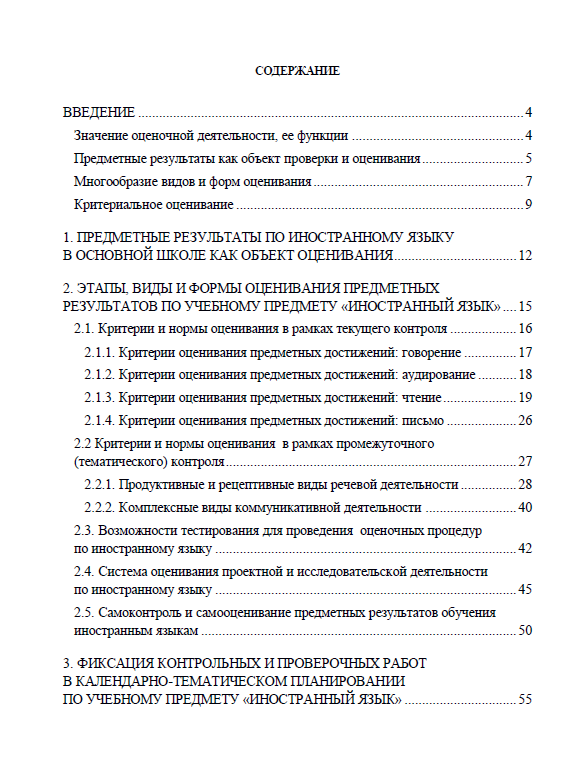 СОДЕРЖАНИЕ
ВВЕДЕНИЕ ........ 4
Значение оценочной деятельности, ее функции ........ 4
Предметные результаты как объект проверки и оценивания ........ 5
Многообразие видов и форм оценивания ........ 7
Критериальное оценивание ........ 9
1. ПРЕДМЕТНЫЕ РЕЗУЛЬТАТЫ ПО ИНОСТРАННОМУ ЯЗЫКУ
В ОСНОВНОЙ ШКОЛЕ КАК ОБЪЕКТ ОЦЕНИВАНИЯ ........ 12
2. ЭТАПЫ, ВИДЫ И ФОРМЫ ОЦЕНИВАНИЯ ПРЕДМЕТНЫХ
РЕЗУЛЬТАТОВ ПО УЧЕБНОМУ ПРЕДМЕТУ «ИНОСТРАННЫЙ ЯЗЫК» .... 15
2.1. Критерии и нормы оценивания в рамках текущего контроля ........ 16
2.1.1. Критерии оценивания предметных достижений: говорение ........ 17
2.1.2. Критерии оценивания предметных достижений: аудирование ........ 18
2.1.3. Критерии оценивания предметных достижений: чтение ........ 19
2.1.4. Критерии оценивания предметных достижений: письмо ........ 26
2.2 Критерии и нормы оценивания в рамках промежуточного
(тематического) контроля ........ 27
2.2.1. Продуктивные и рецептивные виды речевой деятельности ........ 28
2.2.2. Комплексные виды коммуникативной деятельности ........ 40
2.3. Возможности тестирования для проведения оценочных процедур
по иностранному языку ........ 42
2.4. Система оценивания проектной и исследовательской деятельности
по иностранному языку ........ 45
2.5. Самоконтроль и самооценивание предметных результатов обучения
иностранным языкам ........ 50
3. ФИКСАЦИЯ КОНТРОЛЬНЫХ И ПРОВЕРОЧНЫХ РАБОТ
В КАЛЕНДАРНО-ТЕМАТИЧЕСКОМ ПЛАНИРОВАНИИ
ПО УЧЕБНОМУ ПРЕДМЕТУ «ИНОСТРАННЫЙ ЯЗЫК» ........ 55